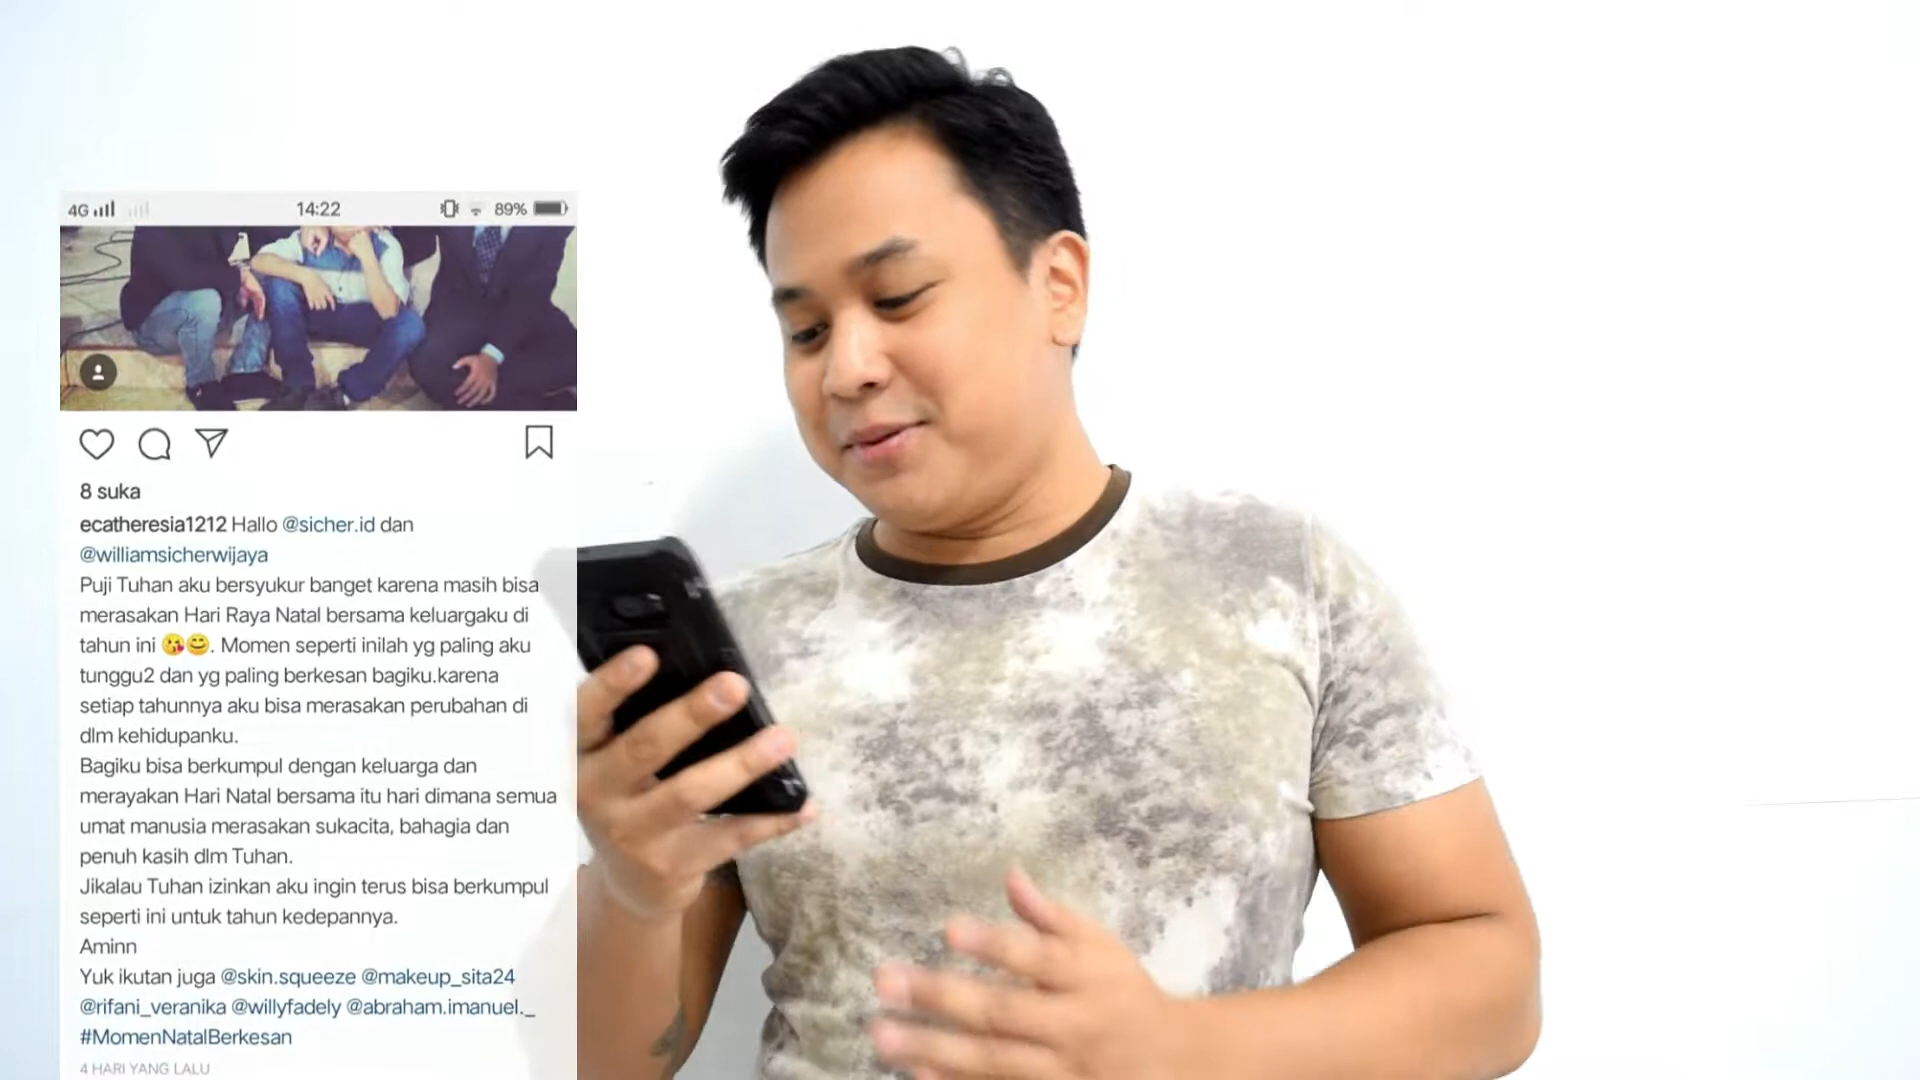 4G 14:22 89%
8 suka
ecatheresia1212 Hallo @sicher.id dan
@williamsicherwijaya
Puji Tuhan aku bersyukur banget karena masih bisa
merasakan Hari Raya Natal bersama keluargaku di
tahun ini 😘😊. Momen seperti inilah yg paling aku
tunggu2 dan yg paling berkesan bagiku.karena
setiap tahunnya aku bisa merasakan perubahan di
dlm kehidupanku.
Bagiku bisa berkumpul dengan keluarga dan
merayakan Hari Natal bersama itu hari dimana semua
umat manusia merasakan sukacita, bahagia dan
penuh kasih dlm Tuhan.
Jikalau Tuhan izinkan aku ingin terus bisa berkumpul
seperti ini untuk tahun kedepannya.
Aminn
Yuk ikutan juga @skin.squeeze @makeup_sita24
@rifani_veranika @willyfadely @abraham.imanuel._
#MomenNatalBerkesan
4 HARI YANG LALU